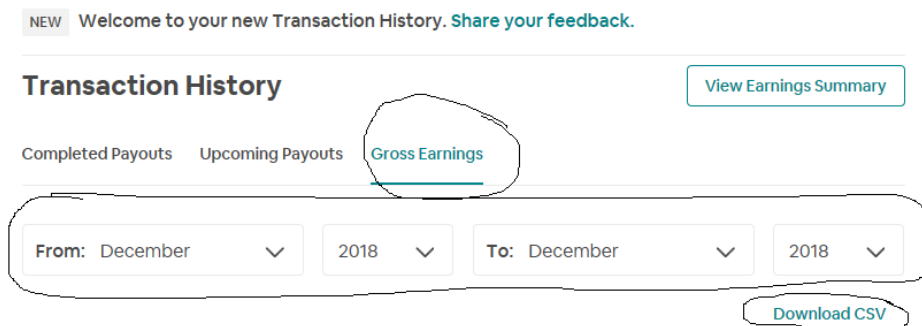 NEW Welcome to your new Transaction History. Share your feedback.
Transaction History
View Earnings Summary
Completed Payouts Upcoming Payouts Gross Earnings
From: December 2018 To: December 2018
Download CSV